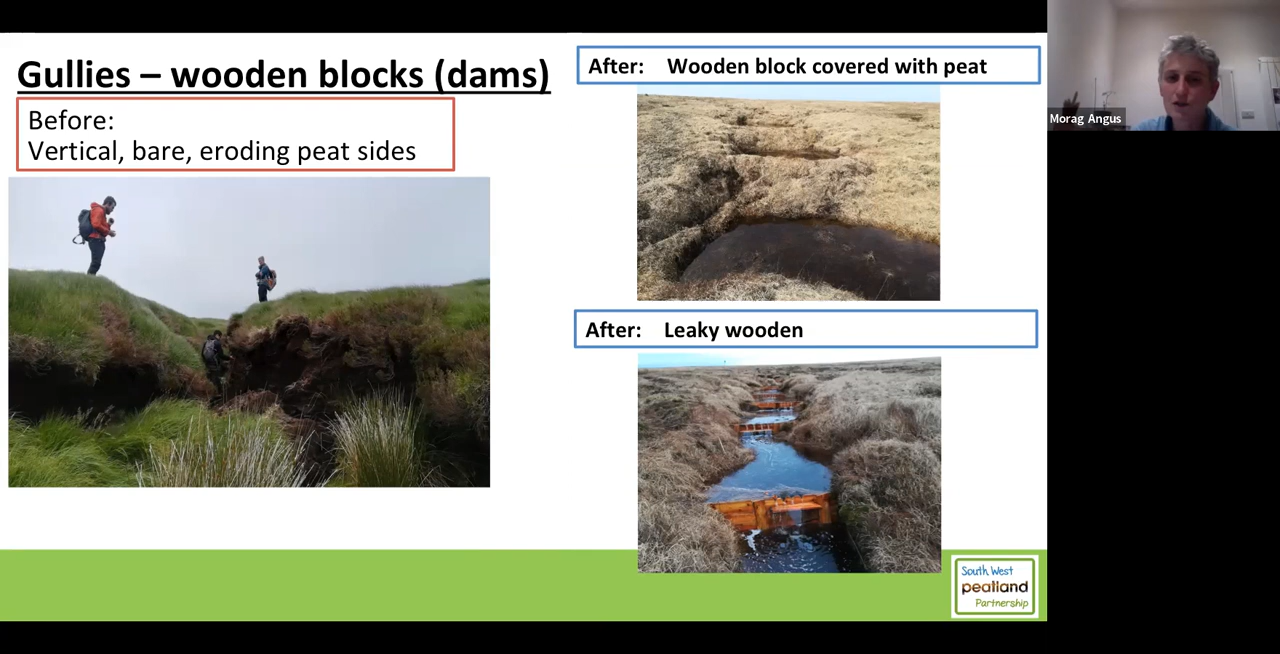 Gullies – wooden blocks (dams)
Before:
Vertical, bare, eroding peat sides
After: Wooden block covered with peat
After: Leaky wooden
Morag Angus
South West
peatland
Partnership